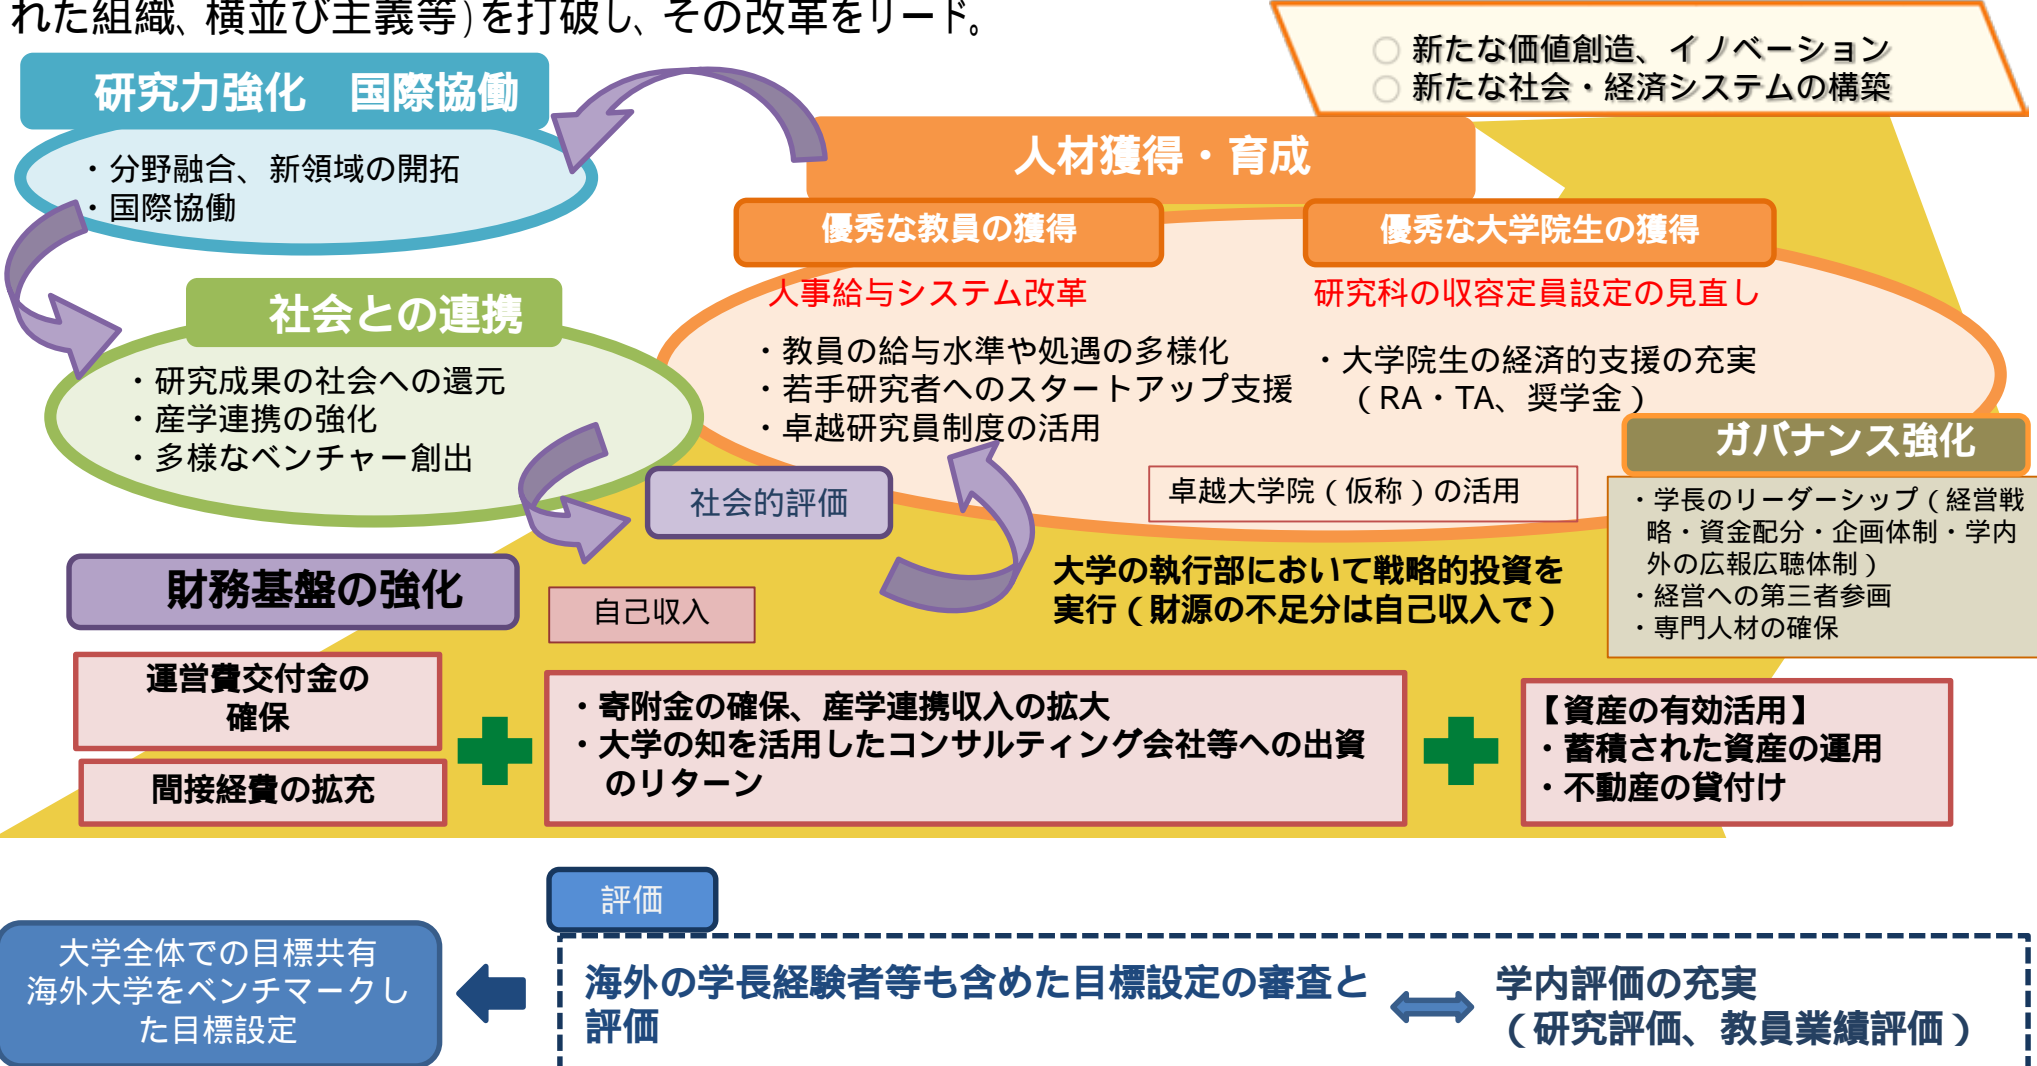 れた組織、横並び主義等)を打破し、その改革をリード。
○ 新たな価値創造、イノベーション
○ 新たな社会・経済システムの構築
研究力強化　国際協働
・分野融合、新領域の開拓
・国際協働
人材獲得・育成
優秀な教員の獲得
人事給与システム改革
・教員の給与水準や処遇の多様化
・若手研究者へのスタートアップ支援
・卓越研究員制度の活用
優秀な大学院生の獲得
研究科の収容定員設定の見直し
・大学院生の経済的支援の充実
（RA・TA、奨学金）
卓越大学院（仮称）の活用
社会との連携
・研究成果の社会への還元
・産学連携の強化
・多様なベンチャー創出
社会的評価
ガバナンス強化
・学長のリーダーシップ（経営戦
略・資金配分・企画体制・学内
外の広報広聴体制）
・経営への第三者参画
・専門人材の確保
財務基盤の強化
自己収入
大学の執行部において戦略的投資を
実行（財源の不足分は自己収入で）
運営費交付金の
確保
間接経費の拡充
・寄附金の確保、産学連携収入の拡大
・大学の知を活用したコンサルティング会社等への出資
のリターン
【資産の有効活用】
・蓄積された資産の運用
・不動産の貸付け
評価
大学全体での目標共有
海外大学をベンチマークし
た目標設定
海外の学長経験者等も含めた目標設定の審査と
評価
学内評価の充実
（研究評価、教員業績評価）